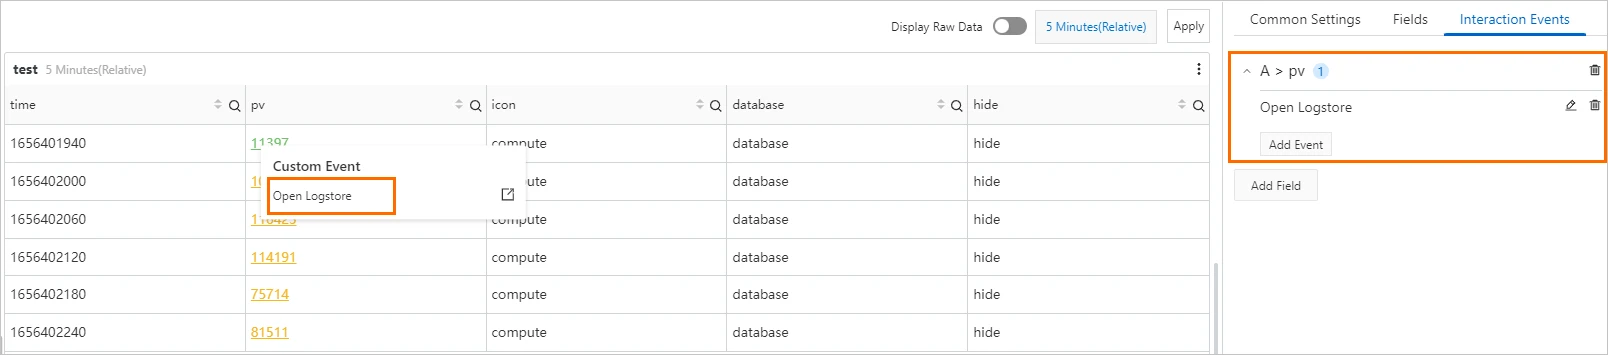 Display Raw Data 5 Minutes(Relative) Apply
test 5 Minutes(Relative)
time pv icon database hide
1656401940 11397 compute database hide
Custom Event
1656402000 compute database hide
Open Logstore
1656402060 116425 compute database hide
1656402120 114191 compute database hide
1656402180 75714 compute database hide
1656402240 81511 compute database hide
Common Settings Fields Interaction Events
A > pv 1
Open Logstore
Add Event
Add Field